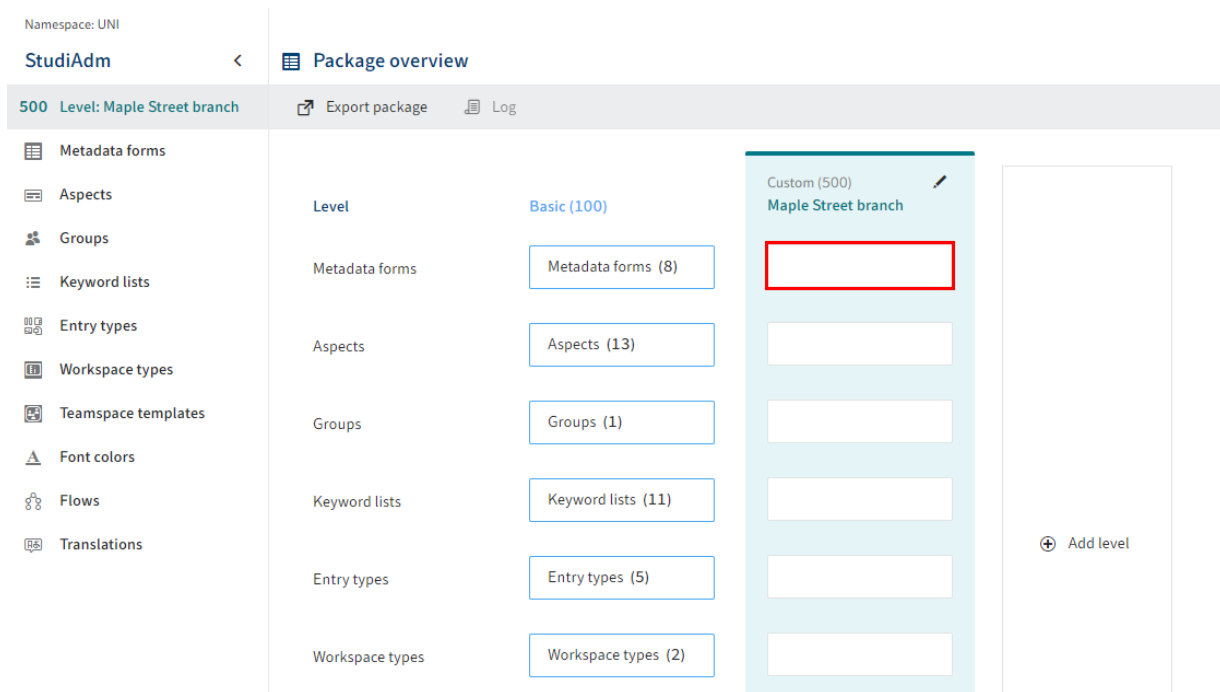 Namespace: UNI
StudiAdm
Package overview
500 Level: Maple Street branch
Export package
Log
Metadata forms
Aspects
Groups
Keyword lists
Entry types
Workspace types
Teamspace templates
Font colors
Flows
Translations
Level
Basic (100)
Custom (500)
Maple Street branch
Metadata forms
Metadata forms (8)
Aspects
Aspects (13)
Groups
Groups (1)
Keyword lists
Keyword lists (11)
Entry types
Entry types (5)
Workspace types
Workspace types (2)
Add level